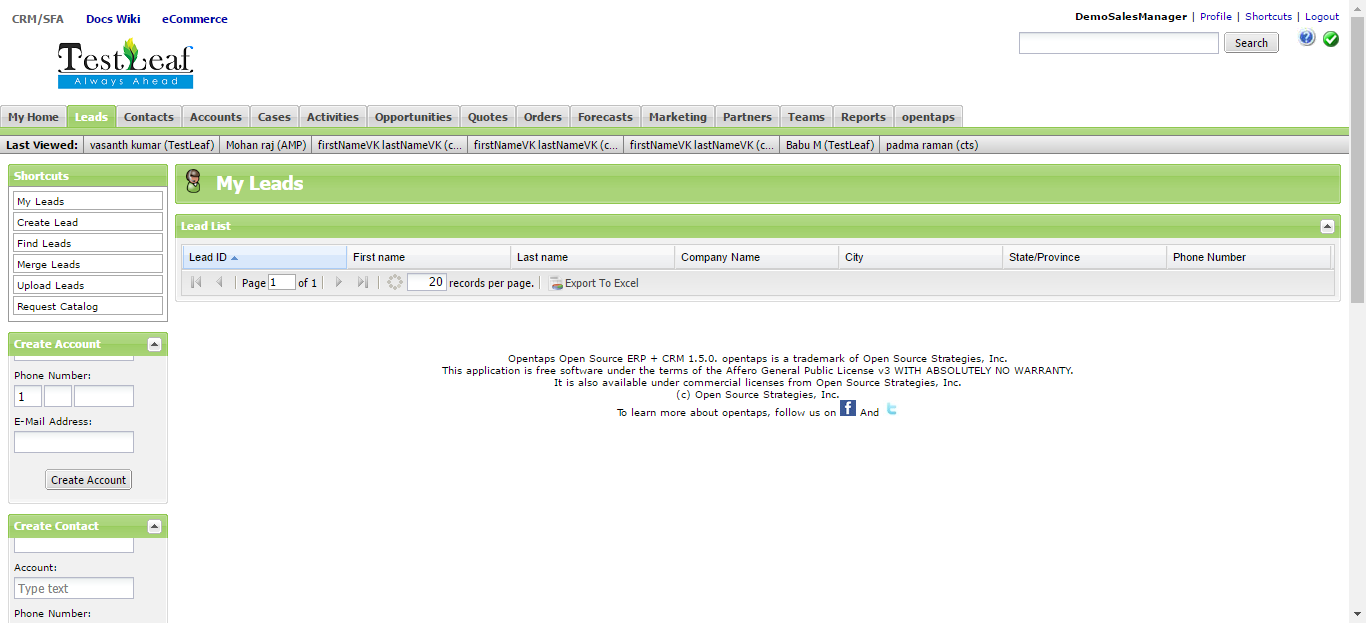 CRM/SFA Docs Wiki eCommerce
DemoSalesManager | Profile | Shortcuts | Logout
Search
TestLeaf
Always Ahead
My Home Leads Contacts Accounts Cases Activities Opportunities Quotes Orders Forecasts Marketing Partners Teams Reports opentaps
Last Viewed: vasanth kumar (TestLeaf) Mohan raj (AMP) firstNameVK lastNameVK (c... firstNameVK lastNameVK (c... firstNameVK lastNameVK (c... Babu M (TestLeaf) padma raman (cts)
Shortcuts
My Leads
Create Lead
Find Leads
Merge Leads
Upload Leads
Request Catalog
Create Account
Phone Number:
1
E-Mail Address:
Create Account
Create Contact
Account:
Type text
Phone Number:
My Leads
Lead List
Lead ID First name Last name Company Name City State/Province Phone Number
Page 1 of 1 20 records per page. Export To Excel
Opentaps Open Source ERP + CRM 1.5.0. opentaps is a trademark of Open Source Strategies, Inc.
This application is free software under the terms of the Affero General Public License v3 WITH ABSOLUTELY NO WARRANTY.
It is also available under commercial licenses from Open Source Strategies, Inc.
(c) Open Source Strategies, Inc.
To learn more about opentaps, follow us on f And t